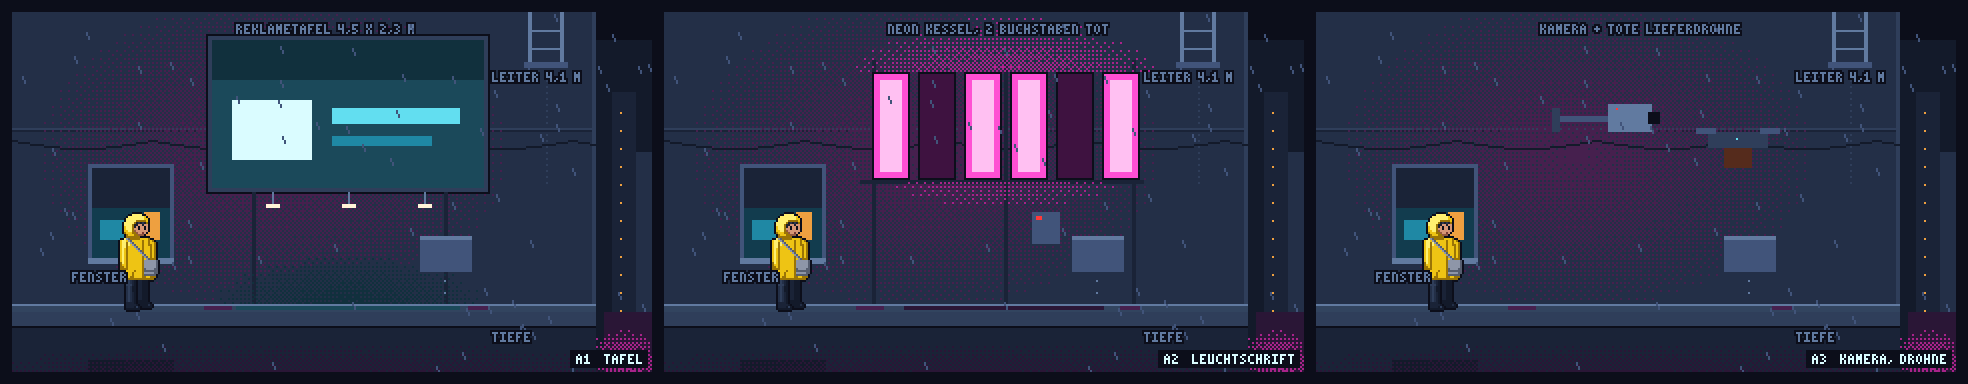 REKLAMETAFEL 4,5 X 2,3 M
LEITER 4,1 M
FENSTER
TIEFE
A1 TAFEL
NEON KESSEL, 2 BUCHSTABEN TOT
LEITER 4,1 M
FENSTER
TIEFE
A2 LEUCHTSCHRIFT
KAMERA + TOTE LIEFERDROHNE
LEITER 4,1 M
FENSTER
TIEFE
A3 KAMERA, DROHNE